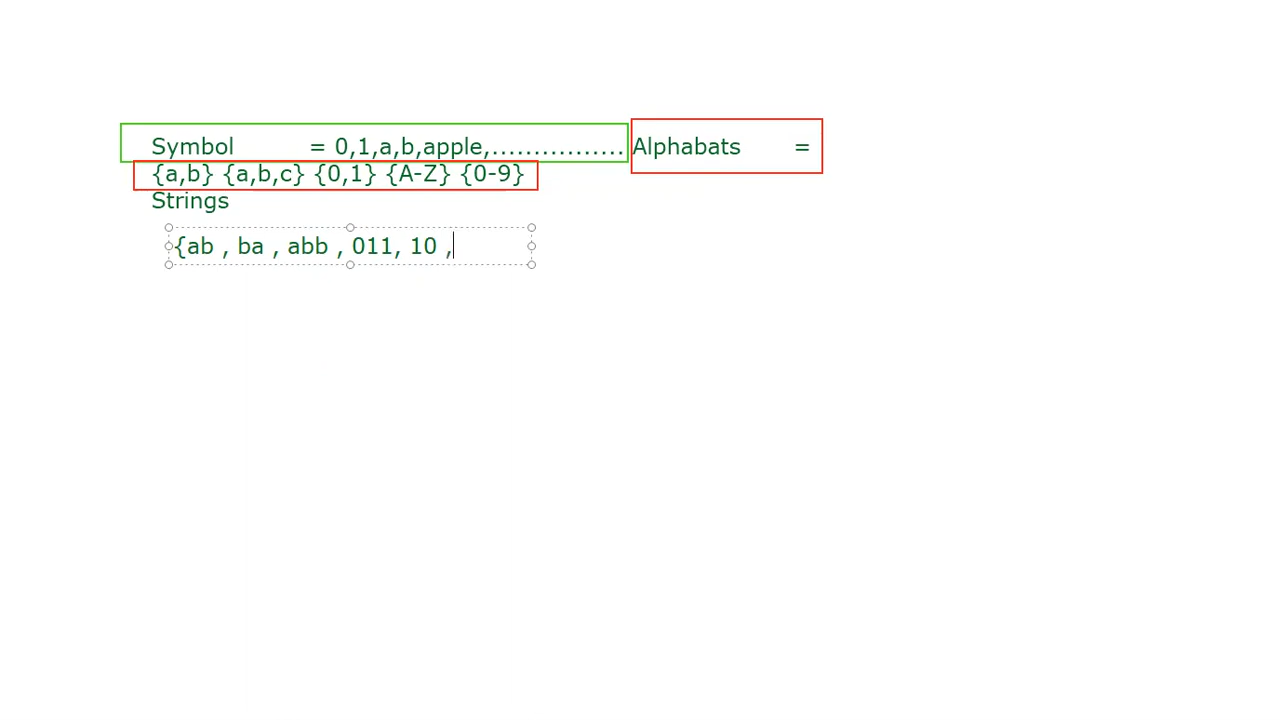 Symbol = 0,1,a,b,apple,................ Alphabats =
{a,b} {a,b,c} {0,1} {A-Z} {0-9}
Strings
{ab , ba , abb , 011, 10 ,